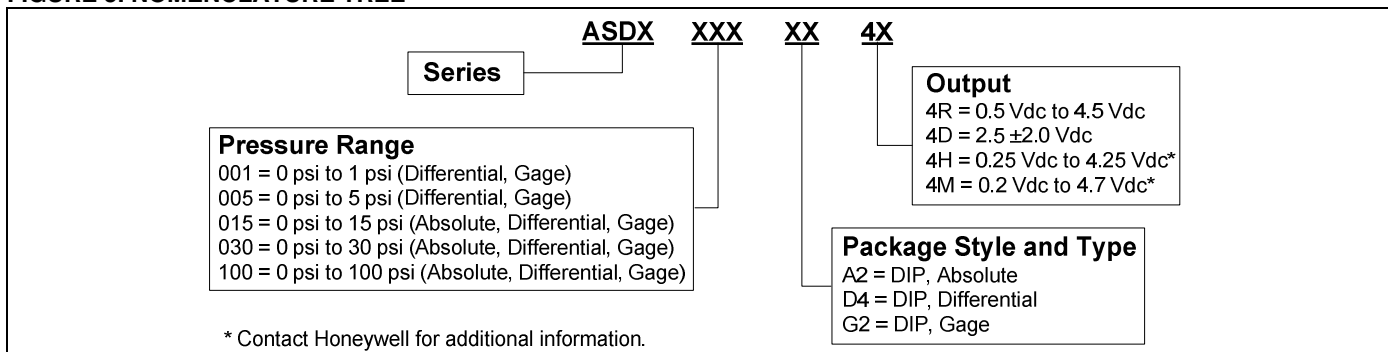 ASDX XXX XX 4X
Series
Pressure Range
001 = 0 psi to 1 psi (Differential, Gage)
005 = 0 psi to 5 psi (Differential, Gage)
015 = 0 psi to 15 psi (Absolute, Differential, Gage)
030 = 0 psi to 30 psi (Absolute, Differential, Gage)
100 = 0 psi to 100 psi (Absolute, Differential, Gage)
Output
4R = 0.5 Vdc to 4.5 Vdc
4D = 2.5 ±2.0 Vdc
4H = 0.25 Vdc to 4.25 Vdc*
4M = 0.2 Vdc to 4.7 Vdc*
Package Style and Type
A2 = DIP, Absolute
D4 = DIP, Differential
G2 = DIP, Gage
* Contact Honeywell for additional information.